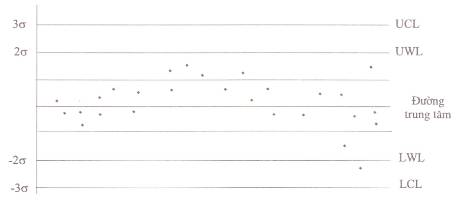 3σ UCL
2σ UWL
Đường
trung tâm
-2σ LWL
-3σ LCL